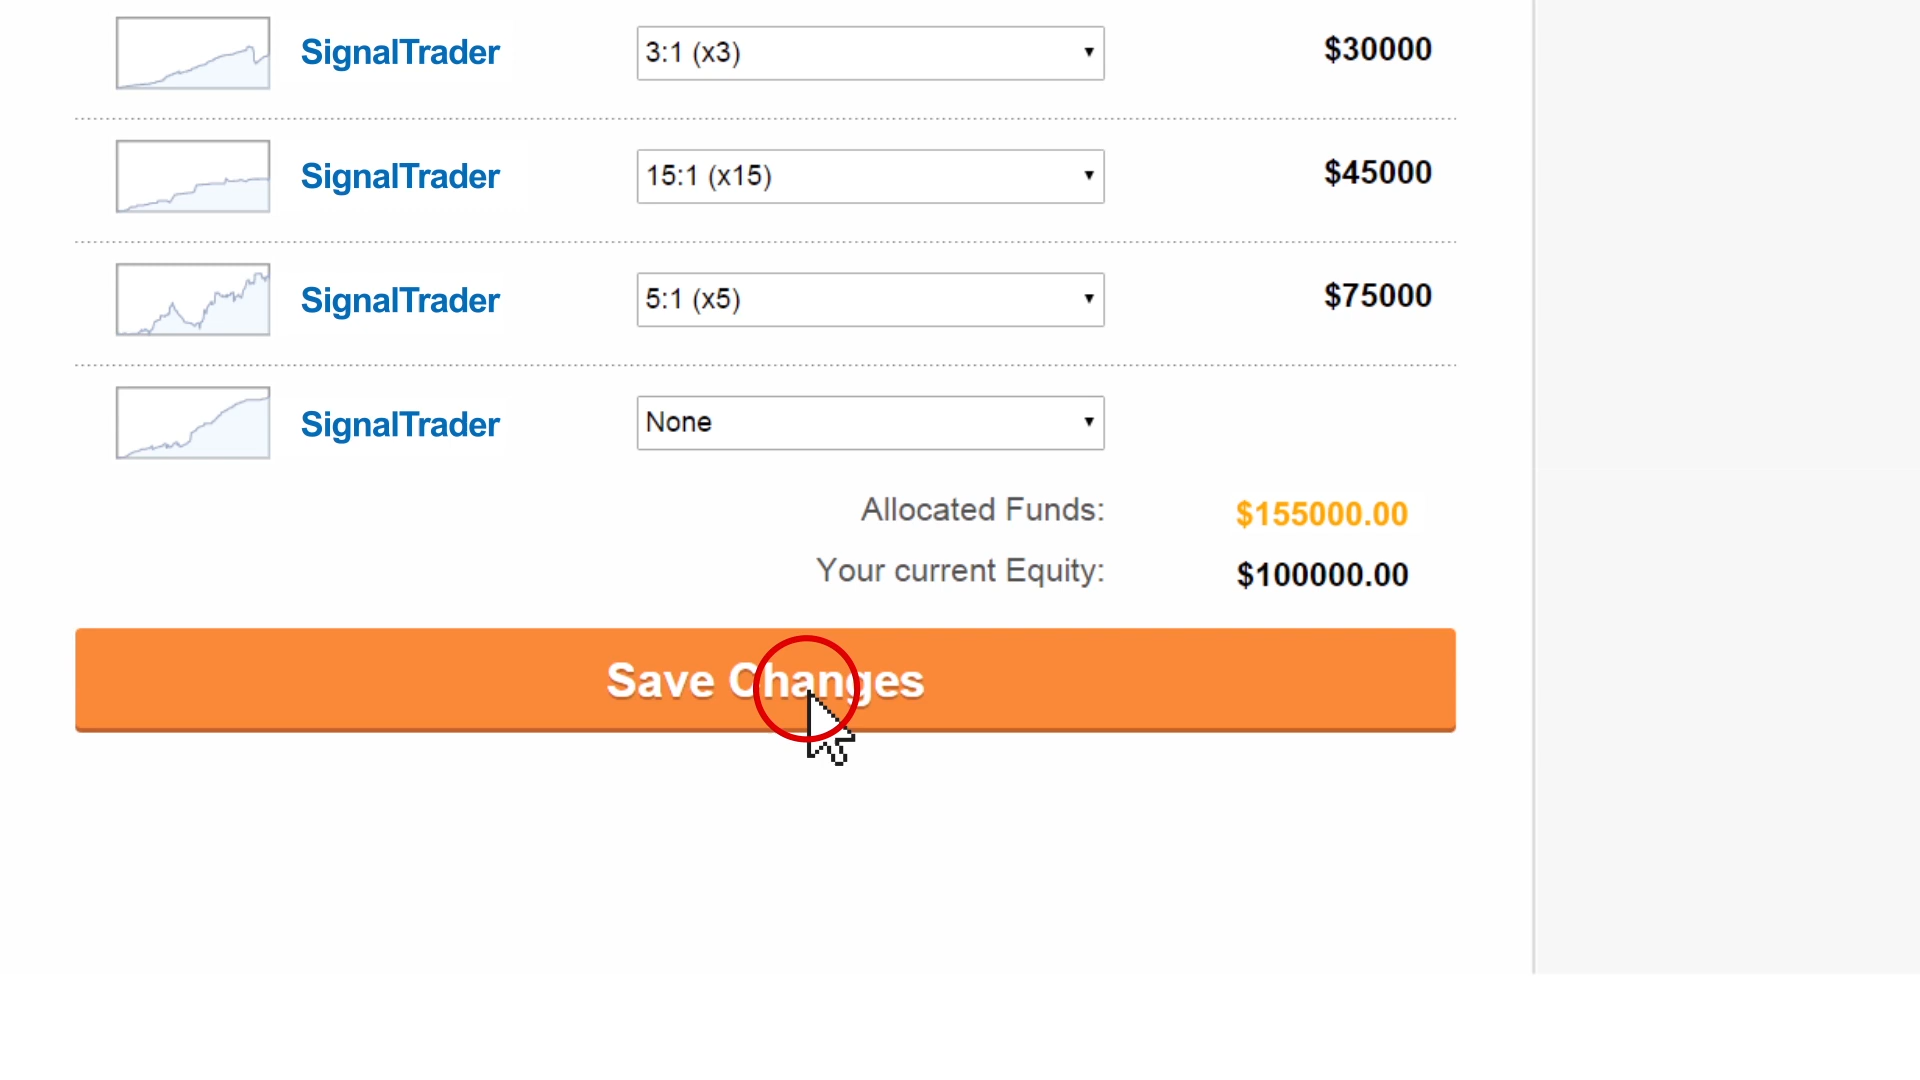 SignalTrader 3:1 (x3) $30000
SignalTrader 15:1 (x15) $45000
SignalTrader 5:1 (x5) $75000
SignalTrader None
Allocated Funds: $155000.00
Your current Equity: $100000.00
Save Changes